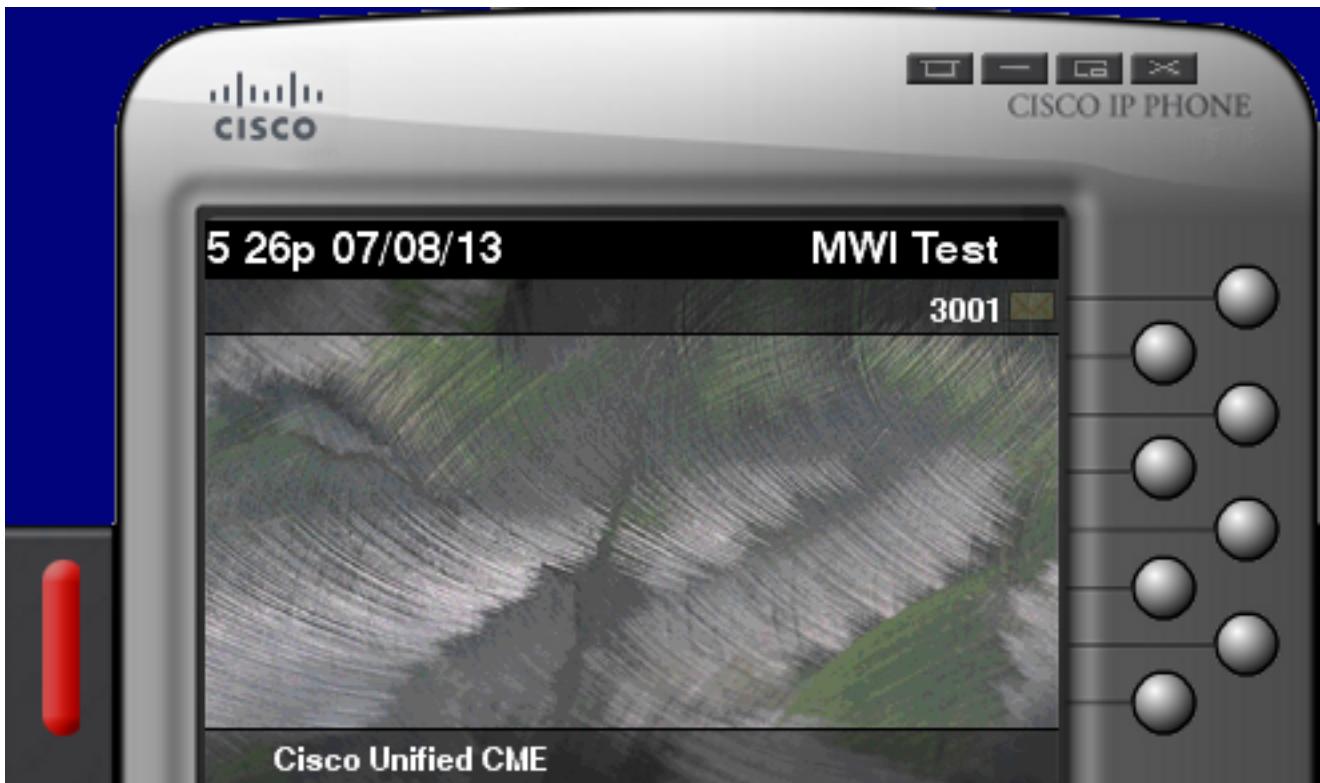 CISCO
CISCO IP PHONE
5 26p 07/08/13 MWI Test
3001
Cisco Unified CME